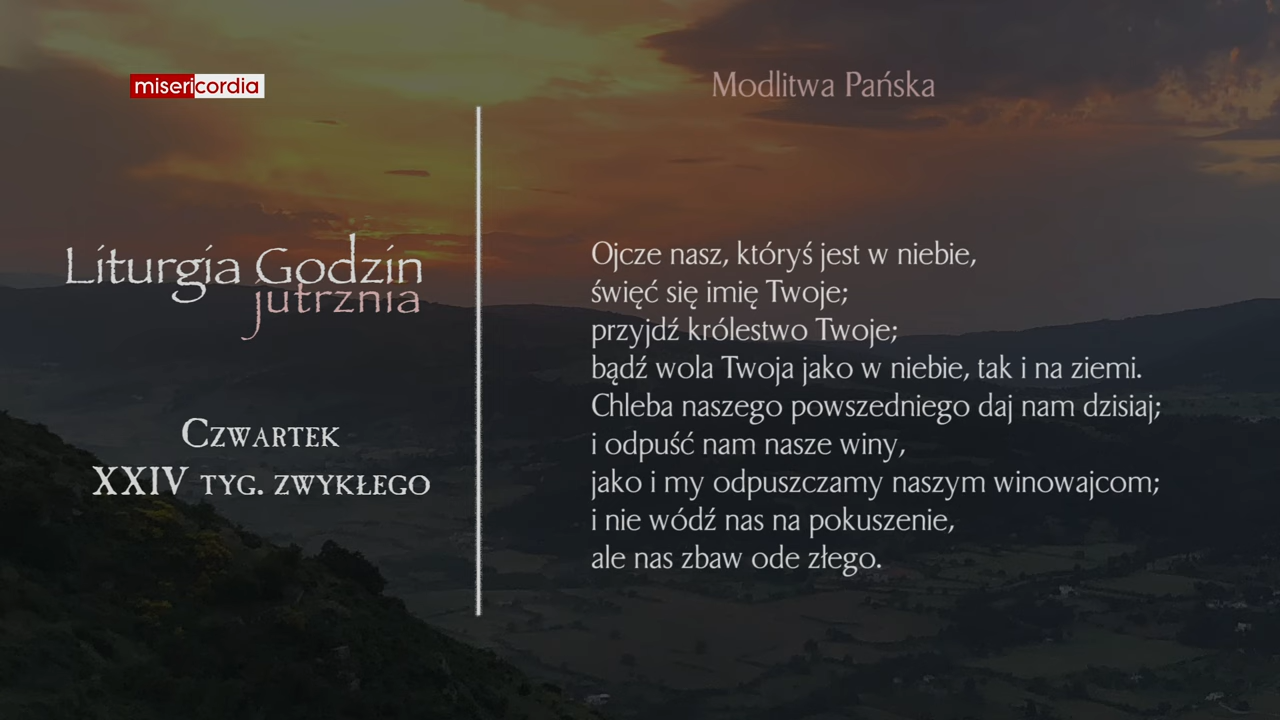 misericordia
Liturgia Godzin
jutrznia
Czwartek
XXIV tyg. zwykłego
Modlitwa Pańska
Ojcze nasz, któryś jest w niebie,
święć się imię Twoje;
przyjdź królestwo Twoje;
bądź wola Twoja jako w niebie, tak i na ziemi.
Chleba naszego powszedniego daj nam dzisiaj;
i odpuść nam nasze winy,
jako i my odpuszczamy naszym winowajcom;
i nie wódź nas na pokuszenie,
ale nas zbaw ode złego.